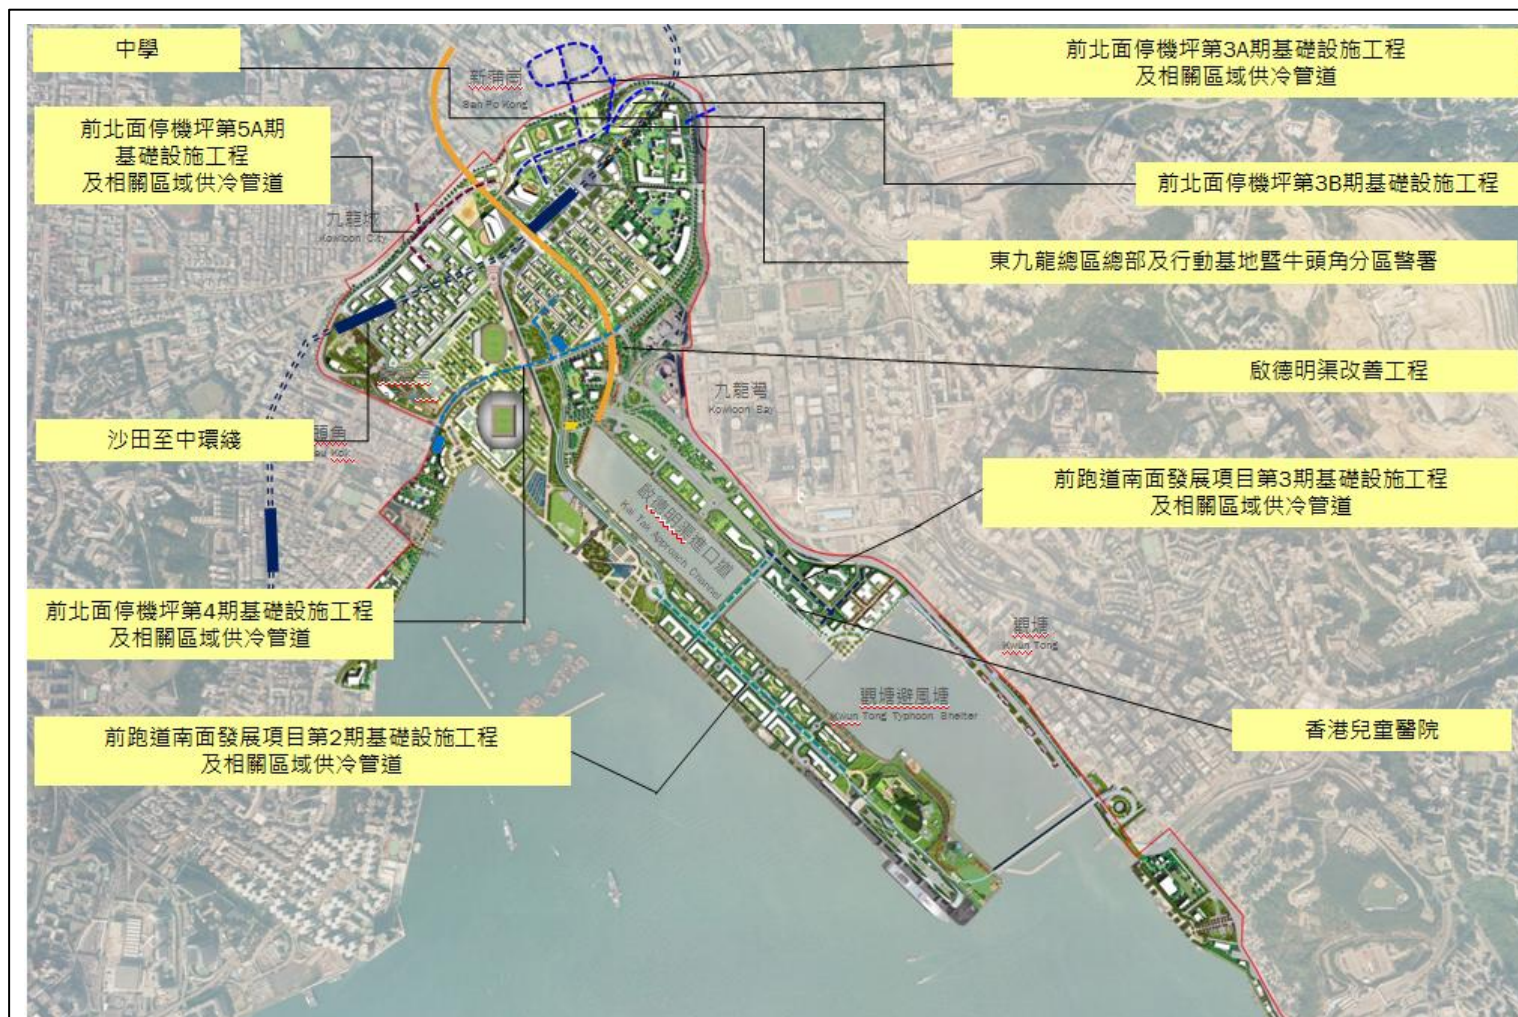 中學
前北面停機坪第3A期基礎設施工程
及相關區域供冷管道
新蒲崗
San Po Kong
前北面停機坪第5A期
基礎設施工程
及相關區域供冷管道
前北面停機坪第3B期基礎設施工程
九龍城
Kowloon City
東九龍總區總部及行動基地暨牛頭角分區警署
啟德明渠改善工程
九龍灣
Kowloon Bay
沙田至中環綫
頭角
Kok
前跑道南面發展項目第3期基礎設施工程
及相關區域供冷管道
啟德明渠進口道
Kai Tak Approach Channel
前北面停機坪第4期基礎設施工程
及相關區域供冷管道
觀塘
Kwun Tong
觀塘避風塘
Kwun Tong Typhoon Shelter
香港兒童醫院
前跑道南面發展項目第2期基礎設施工程
及相關區域供冷管道